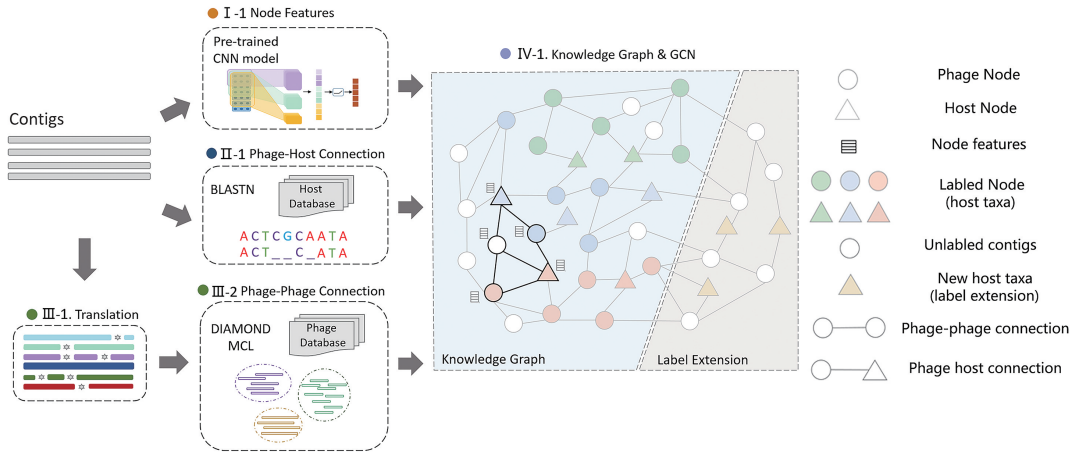 Ⅰ-1 Node Features
Pre-trained
CNN model
Contigs
Ⅱ-1 Phage-Host Connection
BLASTN
Host
Database
ACTCGCAATA
ACT__C_ATA
Ⅲ-1. Translation
Ⅲ-2 Phage-Phage Connection
DIAMOND
MCL
Phage
Database
Ⅳ-1. Knowledge Graph & GCN
Knowledge Graph
Label Extension
Phage Node
Host Node
Node features
Labled Node
(host taxa)
Unlabled contigs
New host taxa
(label extension)
Phage-phage connection
Phage host connection